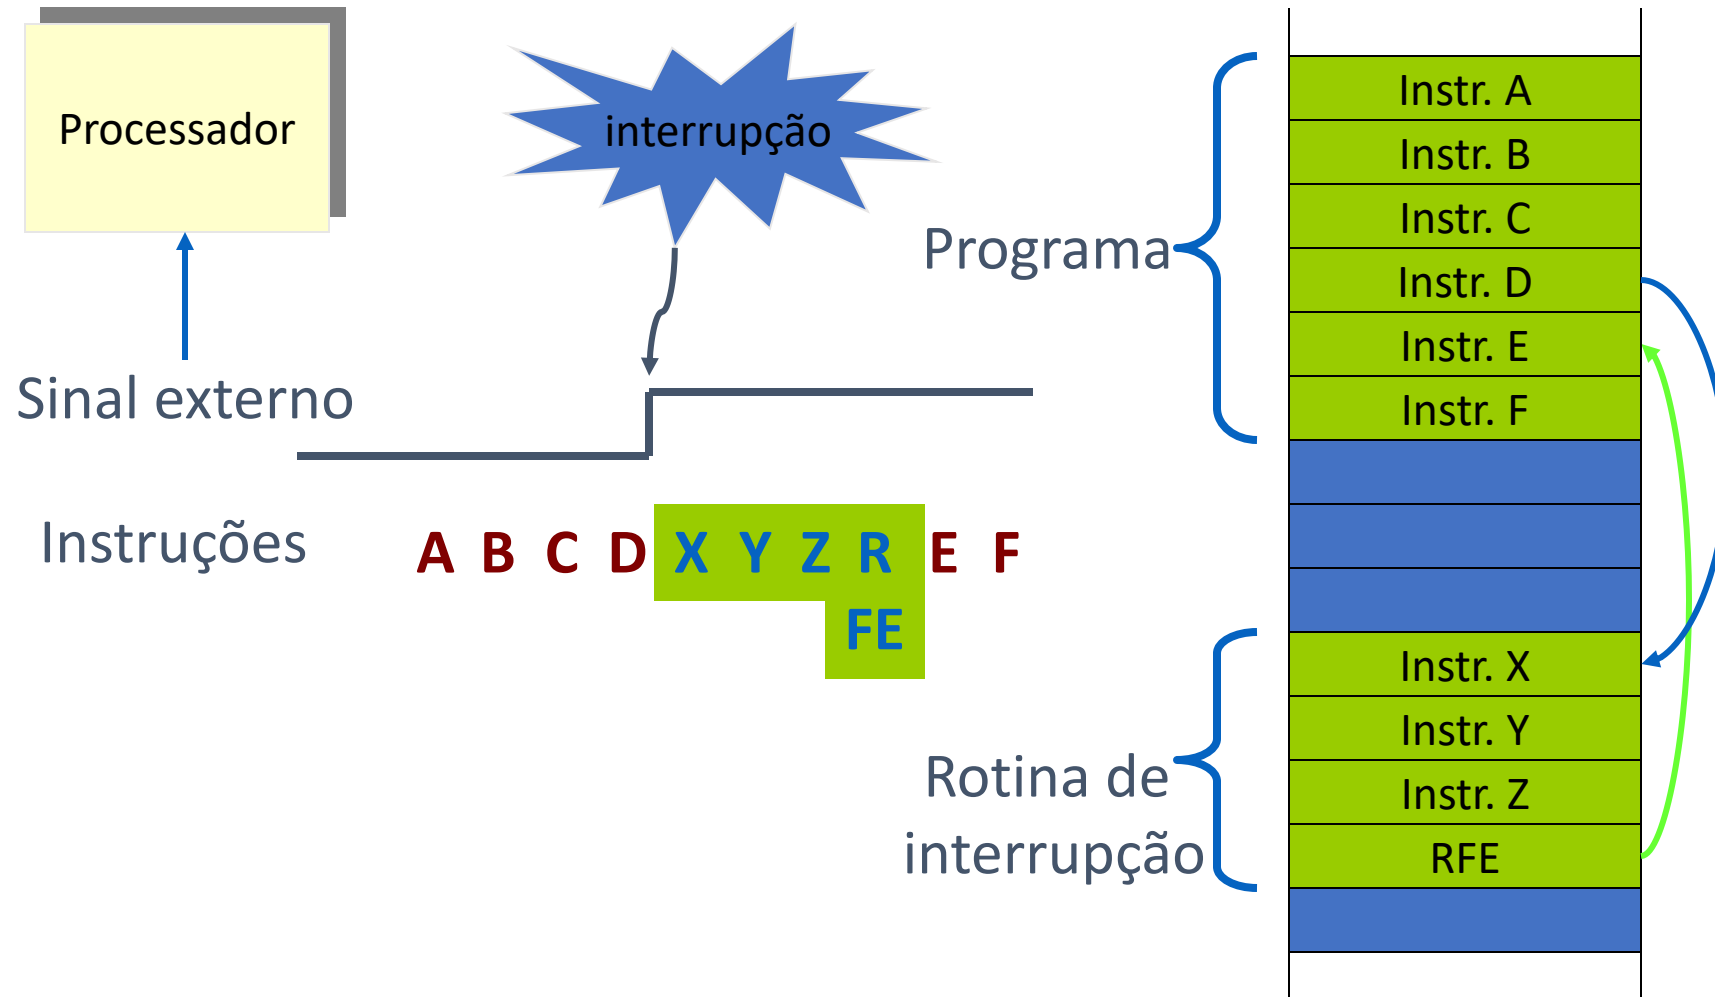 Processador
interrupção
Sinal externo
Instruções
A B C D X Y Z R E F
FE
Programa
Rotina de
interrupção
Instr. A
Instr. B
Instr. C
Instr. D
Instr. E
Instr. F
Instr. X
Instr. Y
Instr. Z
RFE